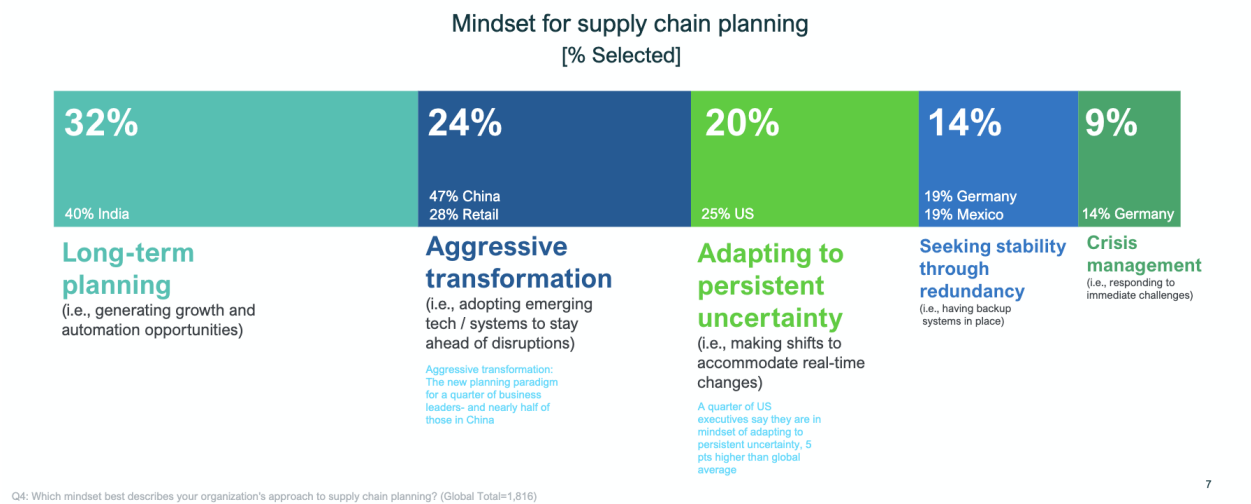 Mindset for supply chain planning
[% Selected]
32%
40% India
Long-term
planning
(i.e., generating growth and
automation opportunities)
24%
47% China
28% Retail
Aggressive
transformation
(i.e., adopting emerging
tech / systems to stay
ahead of disruptions)
Aggressive transformation:
The new planning paradigm
for a quarter of business
leaders- and nearly half of
those in China
20%
25% US
Adapting to
persistent
uncertainty
(i.e., making shifts to
accommodate real-time
changes)
A quarter of US
executives say they are in
mindset of adapting to
persistent uncertainty, 5
pts higher than global
average
14%
19% Germany
19% Mexico
Seeking stability
through
redundancy
(i.e., having backup
systems in place)
9%
14% Germany
Crisis
management
(i.e., responding to
immediate challenges)
7
Q4: Which mindset best describes your organization's approach to supply chain planning? (Global Total=1,816)